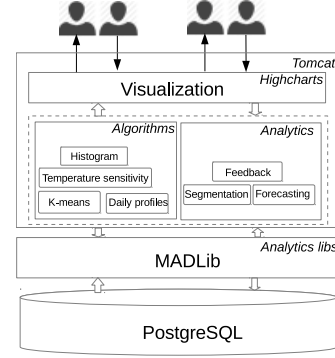 Tomcat
Highcharts
Visualization
Algorithms
Histogram
Temperature sensitivity
K-means
Daily profiles
Analytics
Feedback
Segmentation
Forecasting
Analytics libs
MADLib
PostgreSQL